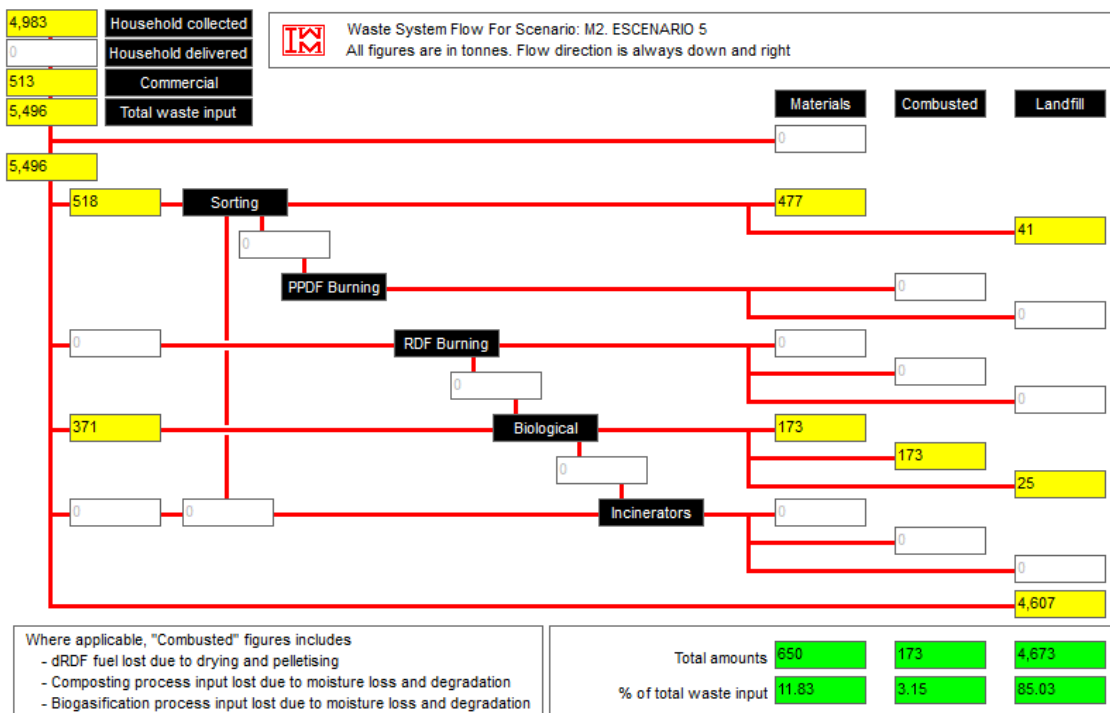 4,983 Household collected
0 Household delivered
513 Commercial
5,496 Total waste input
IWM
Waste System Flow For Scenario: M2. ESCENARIO 5
All figures are in tonnes. Flow direction is always down and right
Materials Combusted Landfill
0
5,496
518 Sorting 477
41
0
PPDF Burning 0
0
0 RDF Burning 0
0
0
0
371 Biological 173
173
0
25
0 0 Incinerators 0
0
0
4,607
Where applicable, "Combusted" figures includes
- dRDF fuel lost due to drying and pelletising
- Composting process input lost due to moisture loss and degradation
- Biogasification process input lost due to moisture loss and degradation
Total amounts 650 173 4,673
% of total waste input 11.83 3.15 85.03